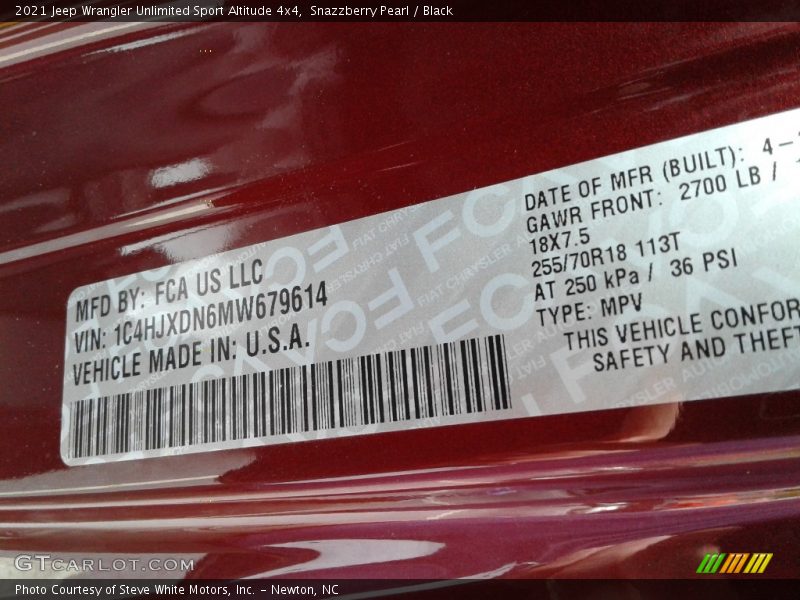 2021 Jeep Wrangler Unlimited Sport Altitude 4x4, Snazzberry Pearl / Black
MFD BY: FCA US LLC
VIN: 1C4HJXDN6MW679614
VEHICLE MADE IN: U.S.A.
DATE OF MFR (BUILT): 4-
GAWR FRONT: 2700 LB /
18X7.5
255/70R18 113T
AT 250 kPa / 36 PSI
TYPE: MPV
THIS VEHICLE CONFOR
SAFETY AND THEFT
GTCARLOT.COM
Photo Courtesy of Steve White Motors, Inc. – Newton, NC